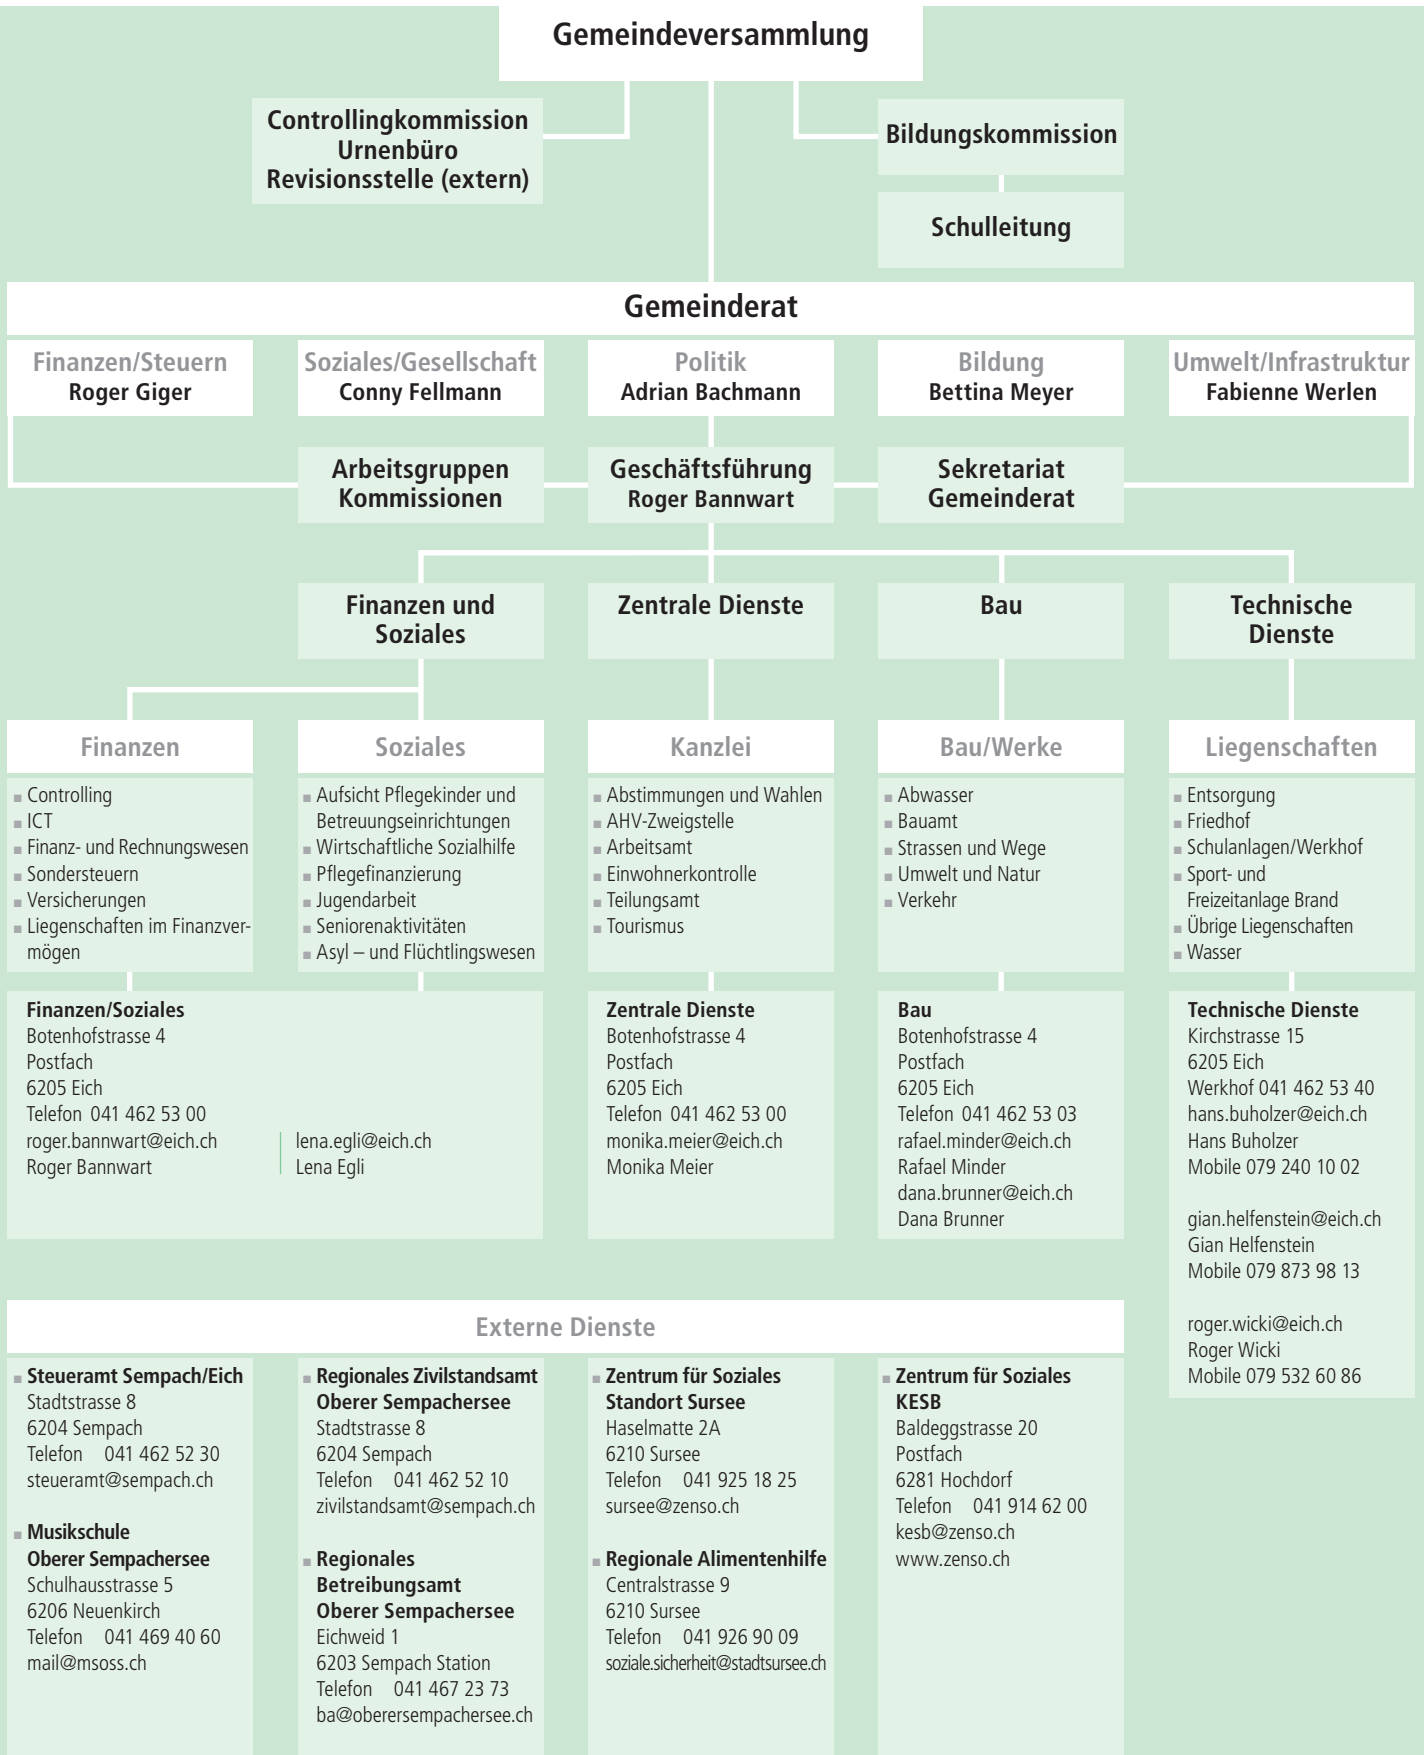 Gemeindeversammlung
Controllingkommission
Urnenbüro
Revisionsstelle (extern)
Bildungskommission
Schulleitung
Gemeinderat
Finanzen/Steuern
Roger Giger
Soziales/Gesellschaft
Conny Fellmann
Politik
Adrian Bachmann
Bildung
Bettina Meyer
Umwelt/Infrastruktur
Fabienne Werlen
Arbeitsgruppen
Kommissionen
Geschäftsführung
Roger Bannwart
Sekretariat
Gemeinderat
Finanzen und
Soziales
Zentrale Dienste
Bau
Technische
Dienste
Finanzen
■ Controlling
■ ICT
■ Finanz- und Rechnungswesen
■ Sondersteuern
■ Versicherungen
■ Liegenschaften im Finanzver-
mögen
Soziales
■ Aufsicht Pflegekinder und
Betreuungseinrichtungen
■ Wirtschaftliche Sozialhilfe
■ Pflegefinanzierung
■ Jugendarbeit
■ Seniorenaktivitäten
■ Asyl – und Flüchtlingswesen
Kanzlei
■ Abstimmungen und Wahlen
■ AHV-Zweigstelle
■ Arbeitsamt
■ Einwohnerkontrolle
■ Teilungsamt
■ Tourismus
Bau/Werke
■ Abwasser
■ Bauamt
■ Strassen und Wege
■ Umwelt und Natur
■ Verkehr
Liegenschaften
■ Entsorgung
■ Friedhof
■ Schulanlagen/Werkhof
■ Sport- und
Freizeitanlage Brand
■ Übrige Liegenschaften
■ Wasser
Finanzen/Soziales
Botenhofstrasse 4
Postfach
6205 Eich
Telefon 041 462 53 00
roger.bannwart@eich.ch
Roger Bannwart
lena.egli@eich.ch
Lena Egli
Zentrale Dienste
Botenhofstrasse 4
Postfach
6205 Eich
Telefon 041 462 53 00
monika.meier@eich.ch
Monika Meier
Bau
Botenhofstrasse 4
Postfach
6205 Eich
Telefon 041 462 53 03
rafael.minder@eich.ch
Rafael Minder
dana.brunner@eich.ch
Dana Brunner
Technische Dienste
Kirchstrasse 15
6205 Eich
Werkhof 041 462 53 40
hans.buholzer@eich.ch
Hans Buholzer
Mobile 079 240 10 02
gian.helfenstein@eich.ch
Gian Helfenstein
Mobile 079 873 98 13
roger.wicki@eich.ch
Roger Wicki
Mobile 079 532 60 86
Externe Dienste
■ Steueramt Sempach/Eich
Stadtstrasse 8
6204 Sempach
Telefon 041 462 52 30
steueramt@sempach.ch
■ Musikschule
Oberer Sempachersee
Schulhausstrasse 5
6206 Neuenkirch
Telefon 041 469 40 60
mail@msoss.ch
■ Regionales Zivilstandsamt
Oberer Sempachersee
Stadtstrasse 8
6204 Sempach
Telefon 041 462 52 10
zivilstandsamt@sempach.ch
■ Regionales
Betreibungsamt
Oberer Sempachersee
Eichweid 1
6203 Sempach Station
Telefon 041 467 23 73
ba@oberersempachersee.ch
■ Zentrum für Soziales
Standort Sursee
Haselmatte 2A
6210 Sursee
Telefon 041 925 18 25
sursee@zenso.ch
■ Regionale Alimentenhilfe
Centralstrasse 9
6210 Sursee
Telefon 041 926 90 09
soziale.sicherheit@stadtsursee.ch
■ Zentrum für Soziales
KESB
Baldeggstrasse 20
Postfach
6281 Hochdorf
Telefon 041 914 62 00
kesb@zenso.ch
www.zenso.ch